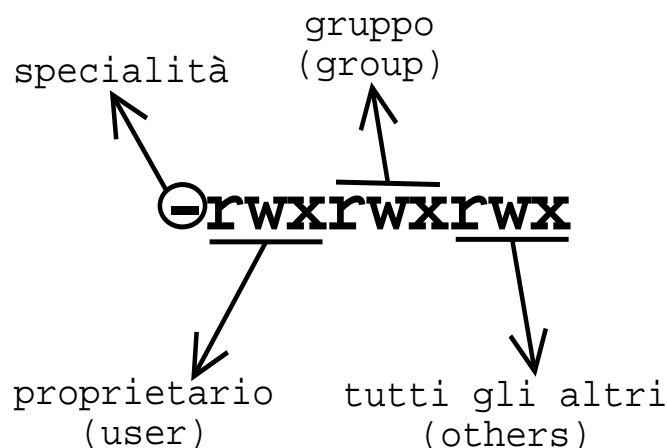 gruppo
(group)
specialità
-rwxrwxrwx
proprietario
(user)
tutti gli altri
(others)